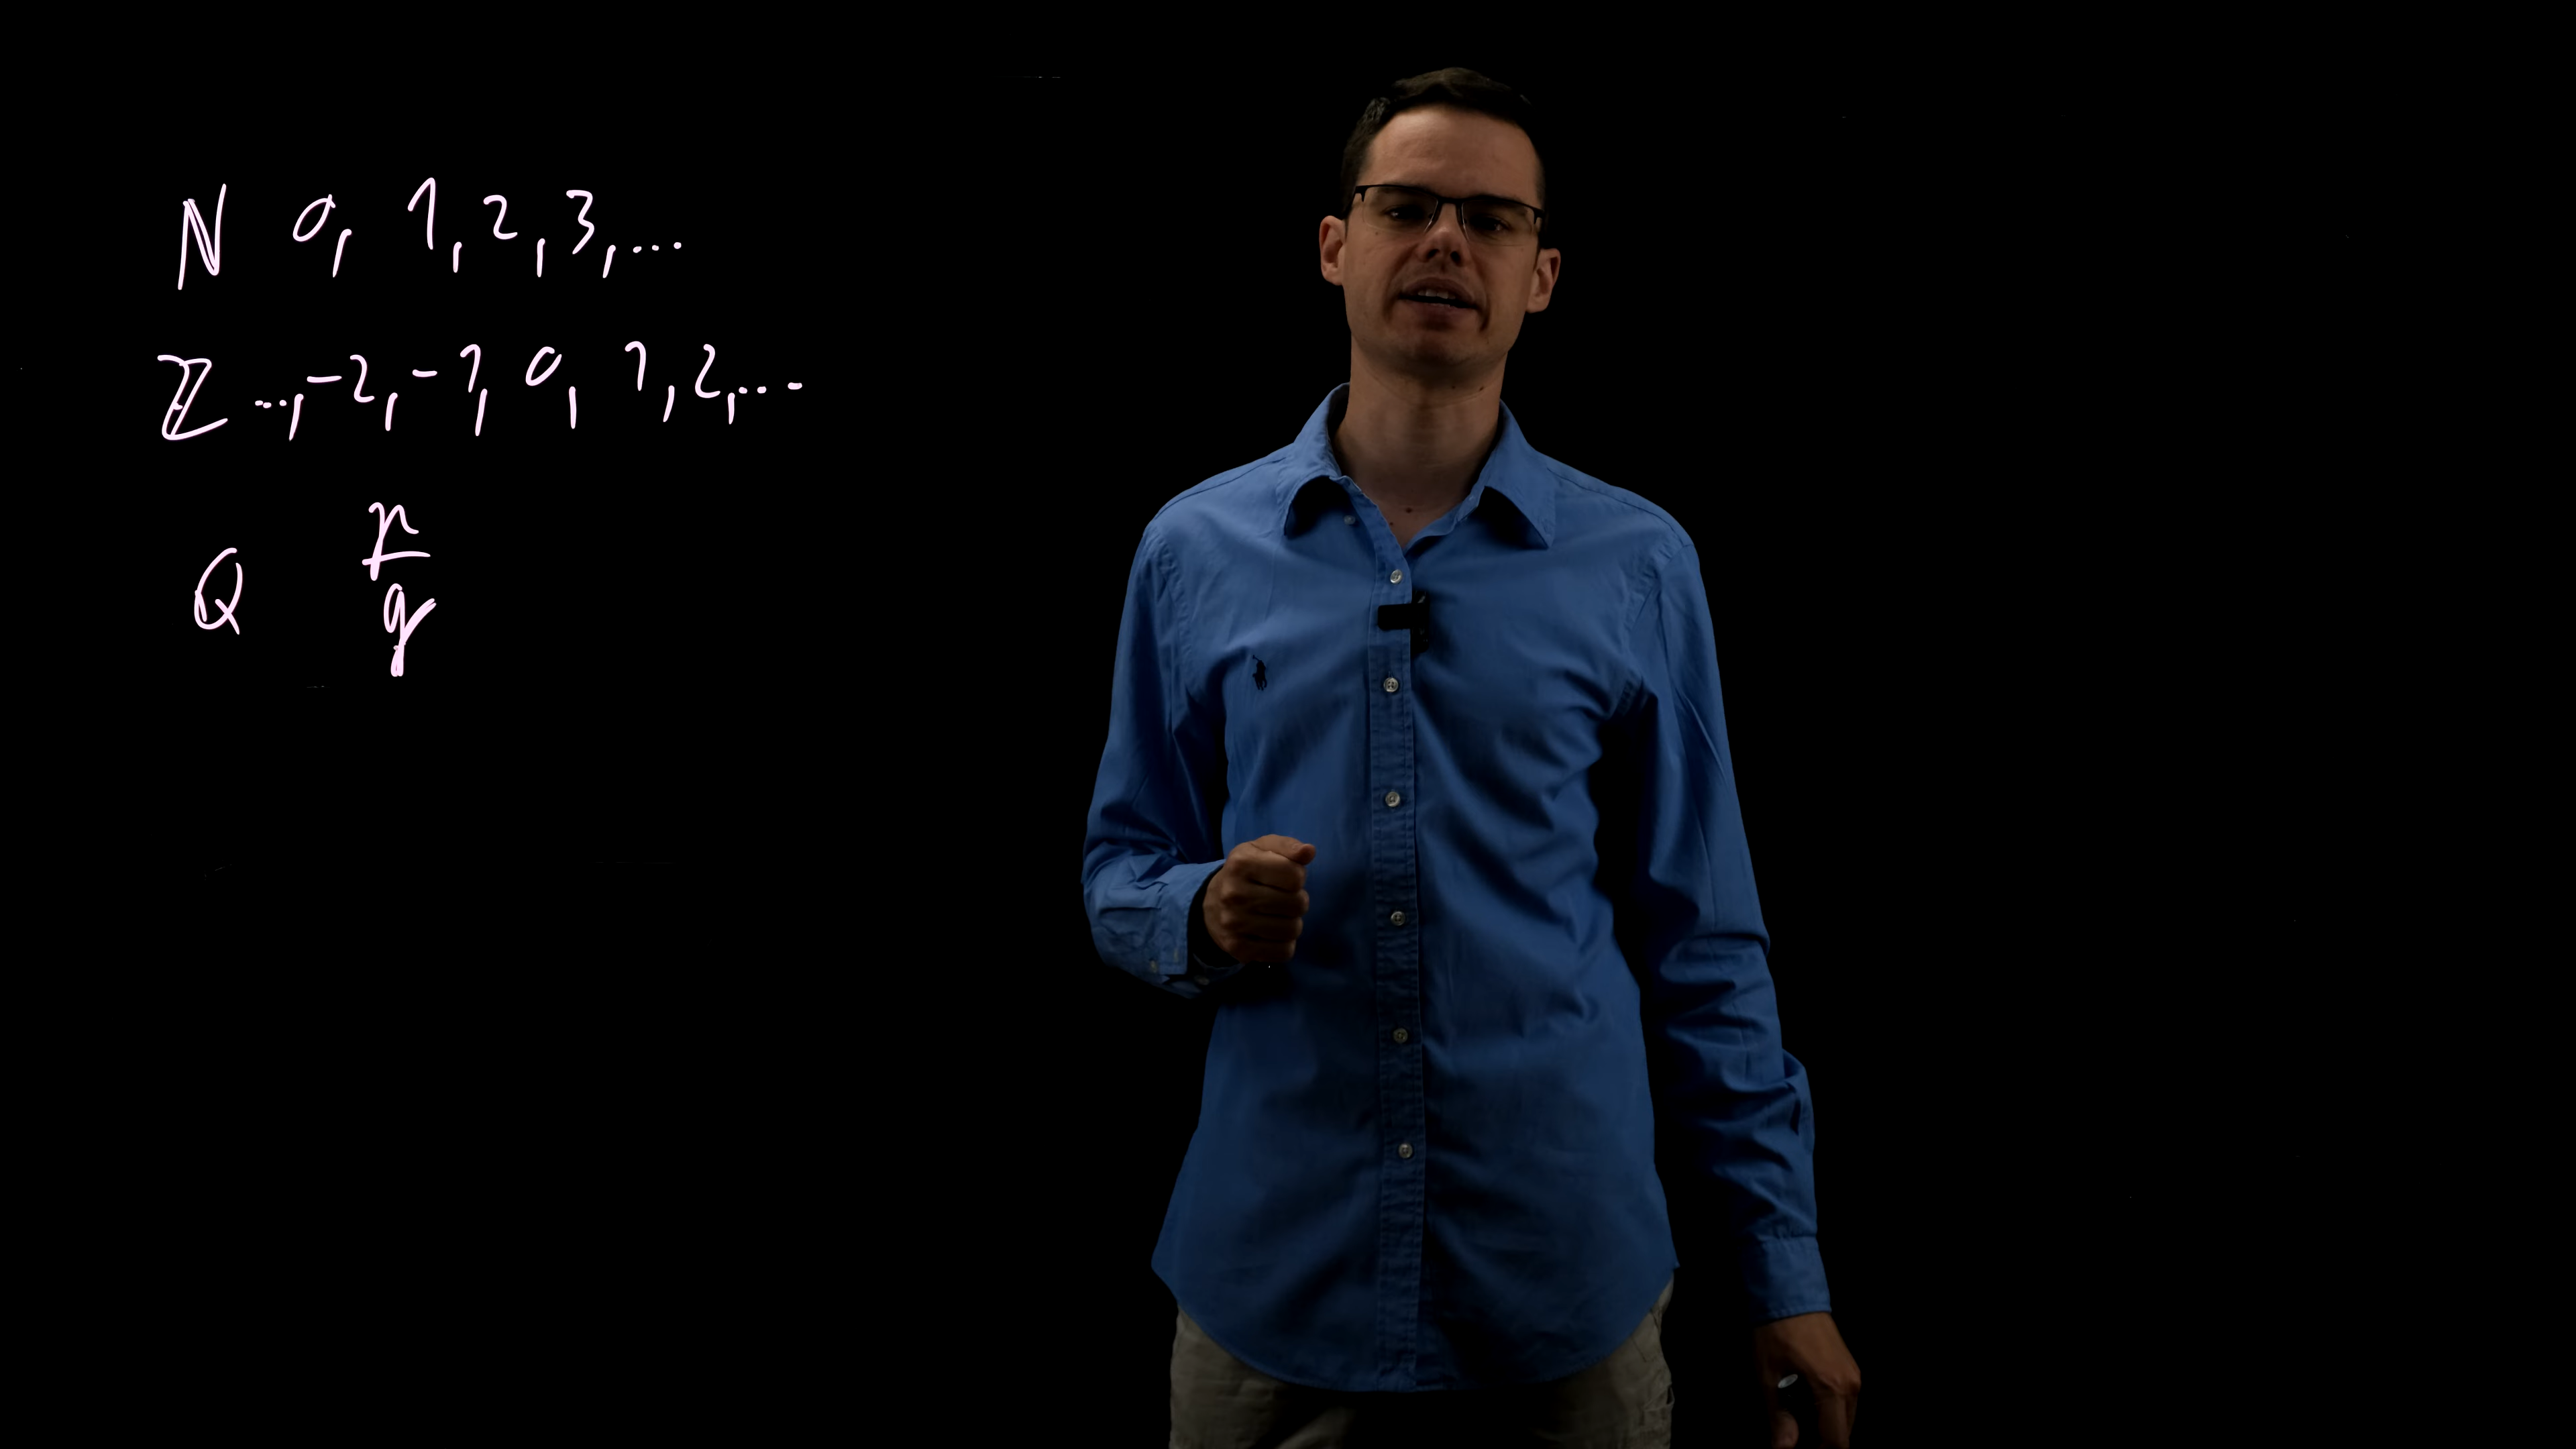 ℕ 0, 1, 2, 3, ...
ℤ ..., -2, -1, 0, 1, 2, ...
Q p/q